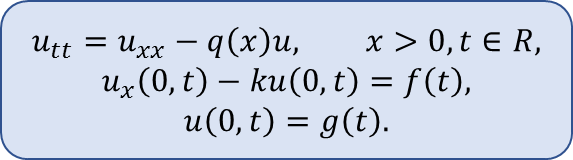 u_{tt} = u_{xx} − q(x)u, x > 0, t ∈ R,
u_x(0, t) − ku(0, t) = f(t),
u(0, t) = g(t).